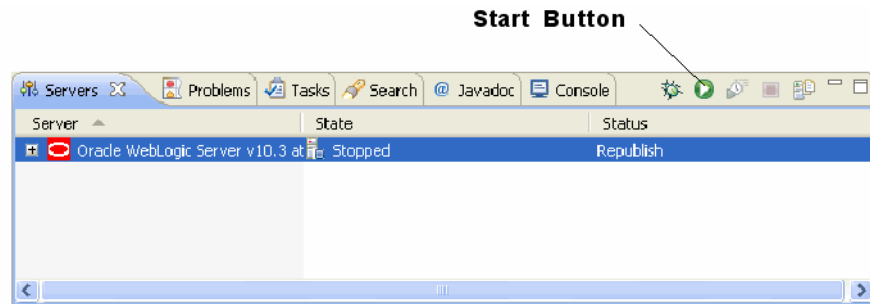 Start Button
Servers Problems Tasks Search @ Javadoc Console
Server State Status
Oracle WebLogic Server v10.3 at Stopped Republish